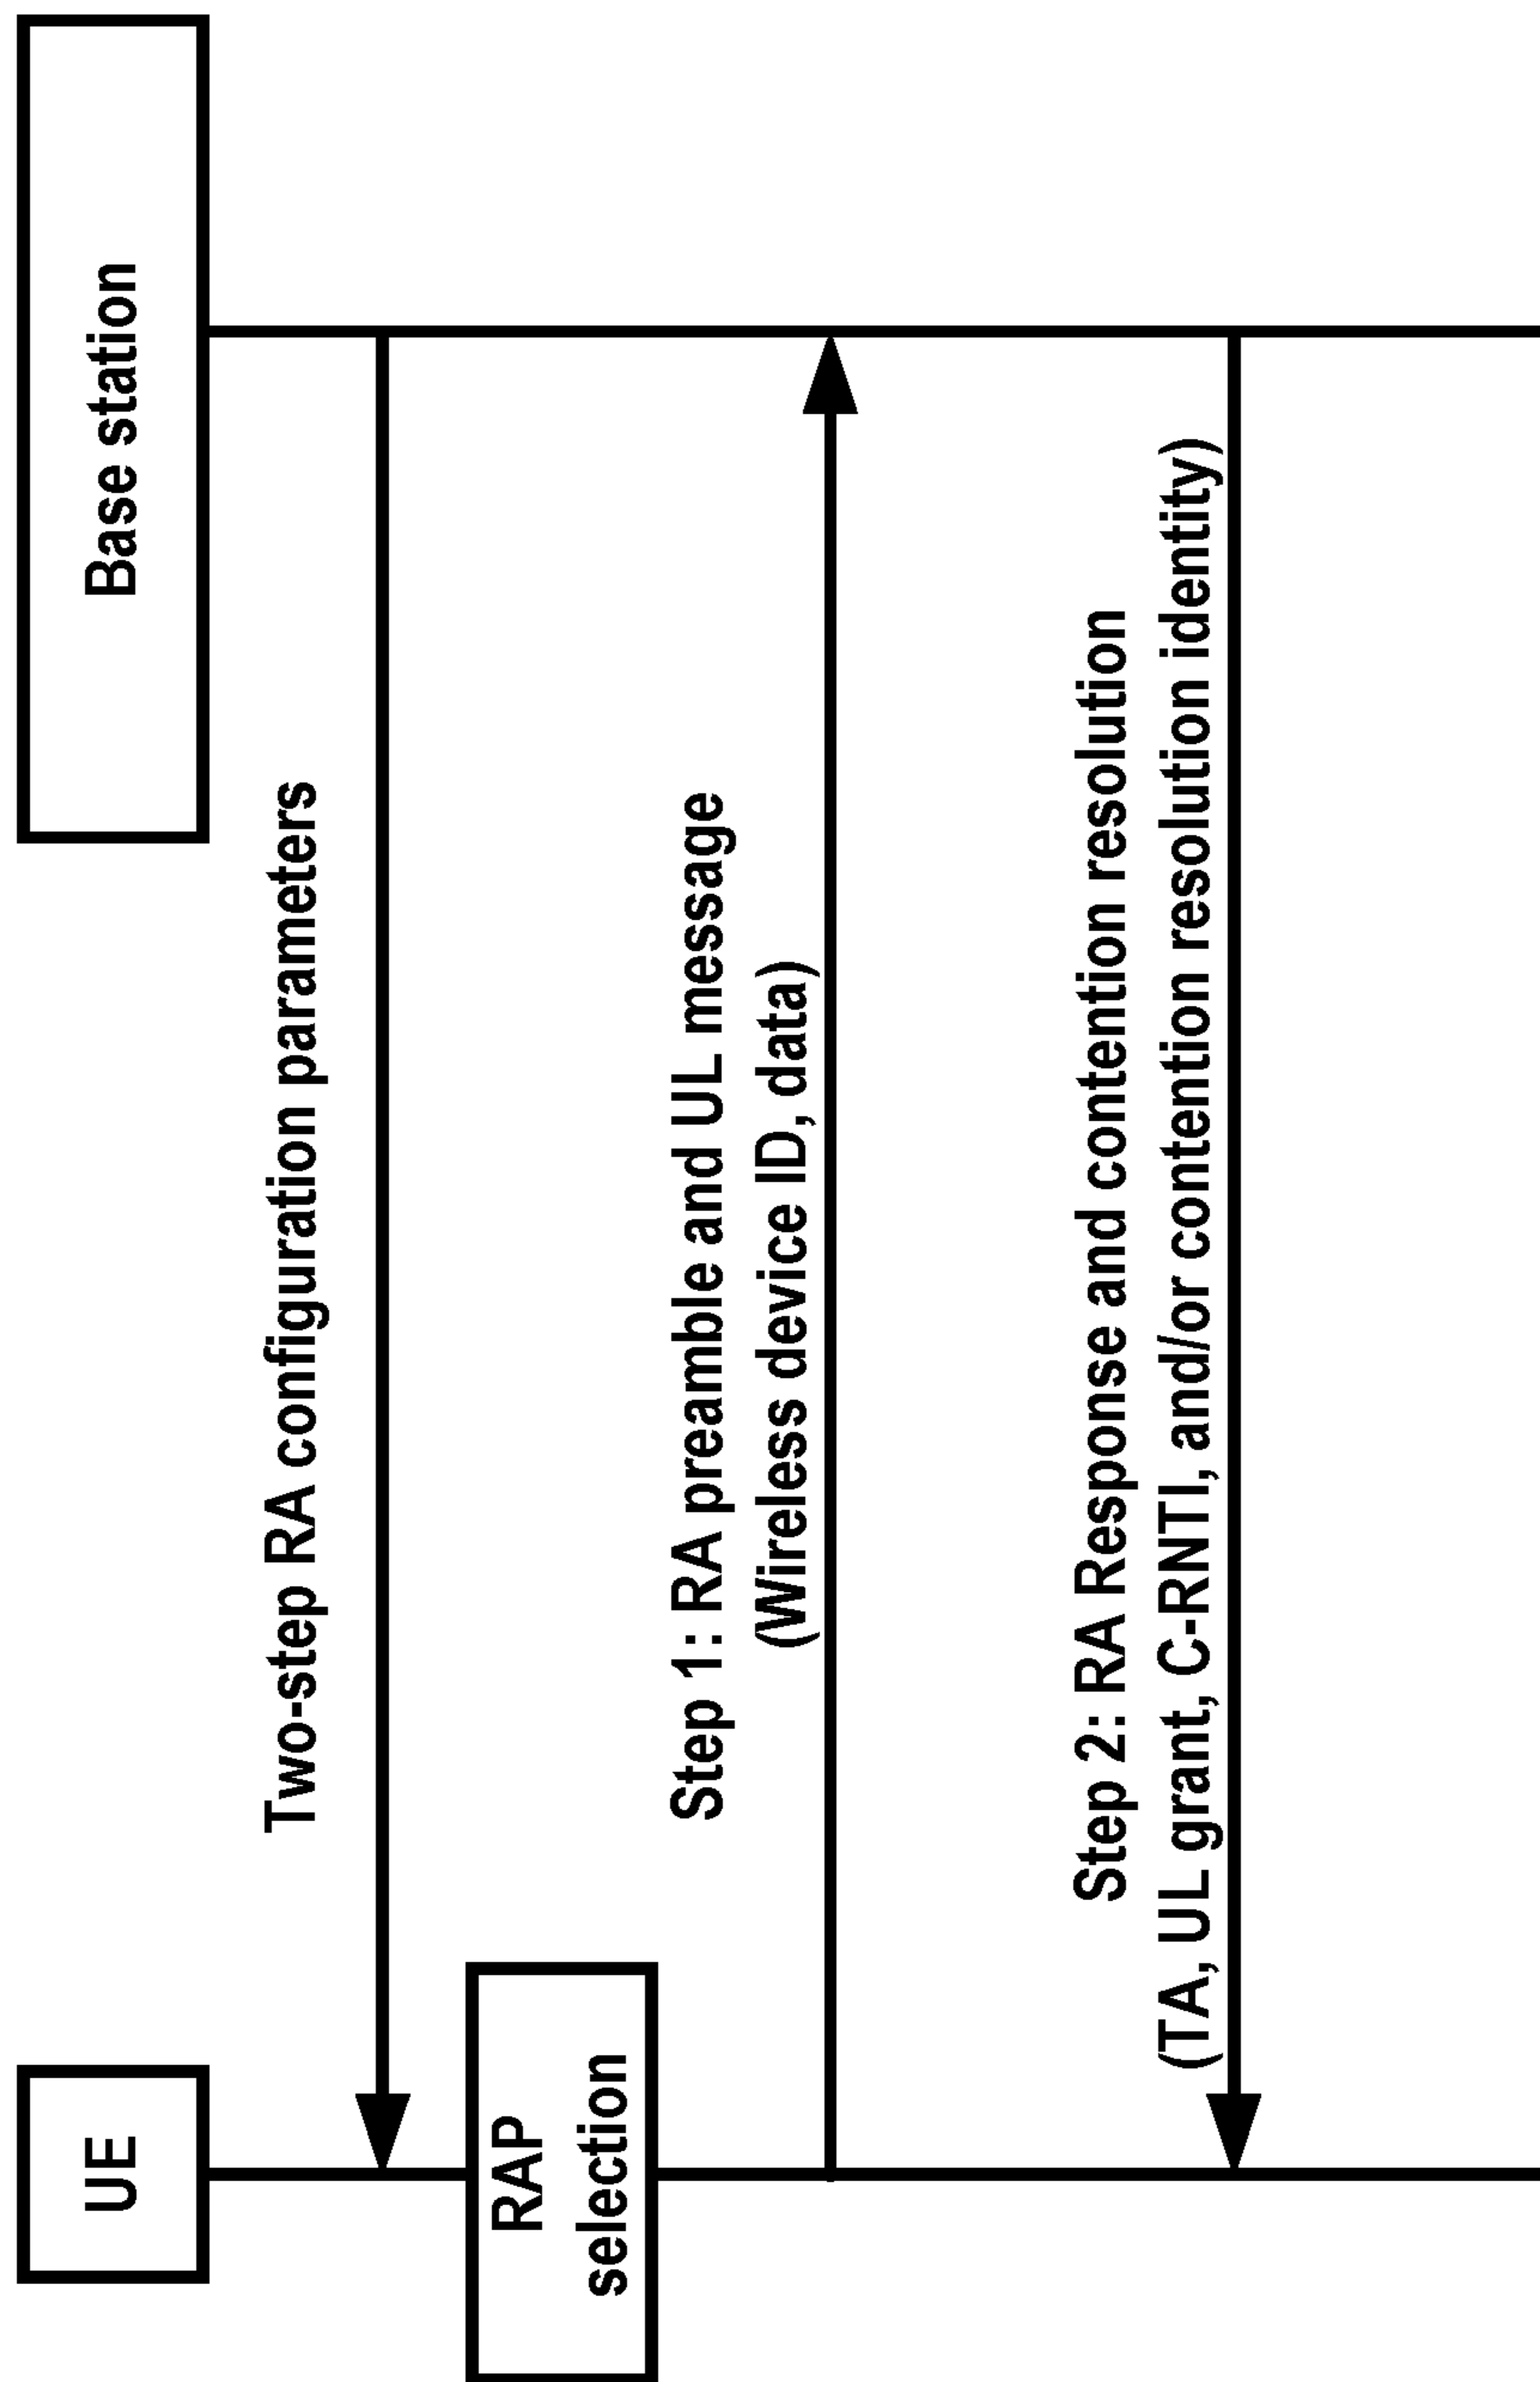 UE
Base station
Two-step RA configuration parameters
RAP
selection
Step 1: RA preamble and UL message
(Wireless device ID, data)
Step 2: RA Response and contention resolution
(TA, UL grant, C-RNTI, and/or contention resolution identity)